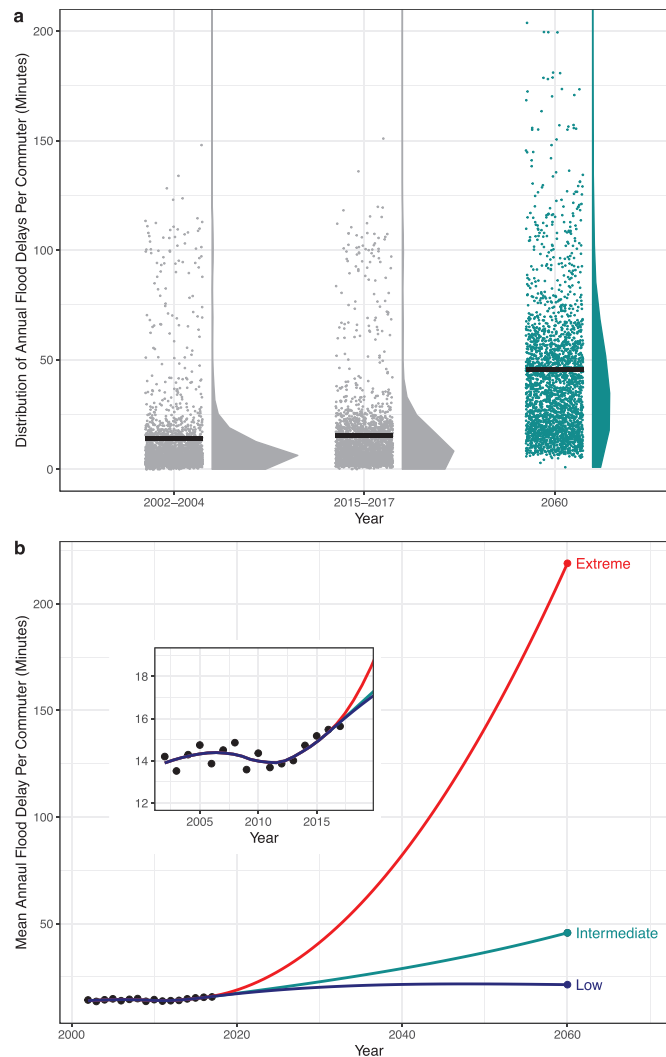 a
Distribution of Annual Flood Delays Per Commuter (Minutes)
200
150
100
50
0
2002–2004
2015–2017
2060
Year
b
Mean Annaul Flood Delay Per Commuter (Minutes)
200
150
100
50
Extreme
Intermediate
Low
18
16
14
12
2005
2010
2015
Year
2000
2020
2040
2060
Year